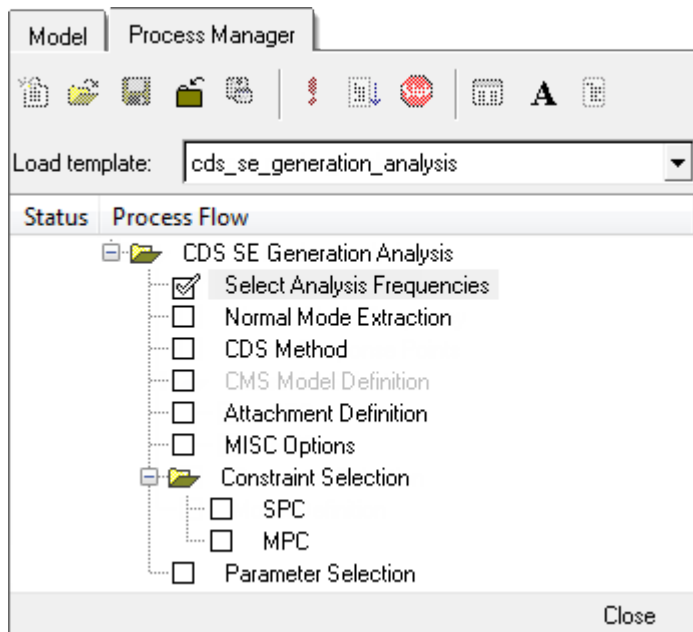 Model Process Manager
STOP A
Load template: cds_se_generation_analysis
Status Process Flow
CDS SE Generation Analysis
Select Analysis Frequencies
Normal Mode Extraction
CDS Method
CMS Model Definition
Attachment Definition
MISC Options
Constraint Selection
SPC
MPC
Parameter Selection
Close